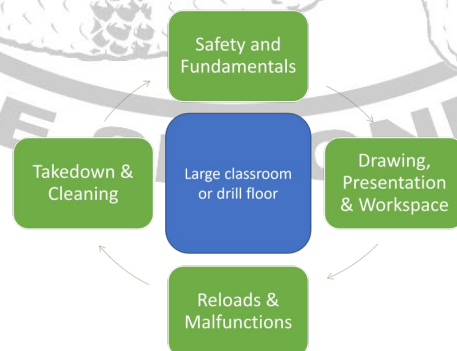 Safety and
Fundamentals
Takedown &
Cleaning
Large classroom
or drill floor
Drawing,
Presentation
& Workspace
Reloads &
Malfunctions